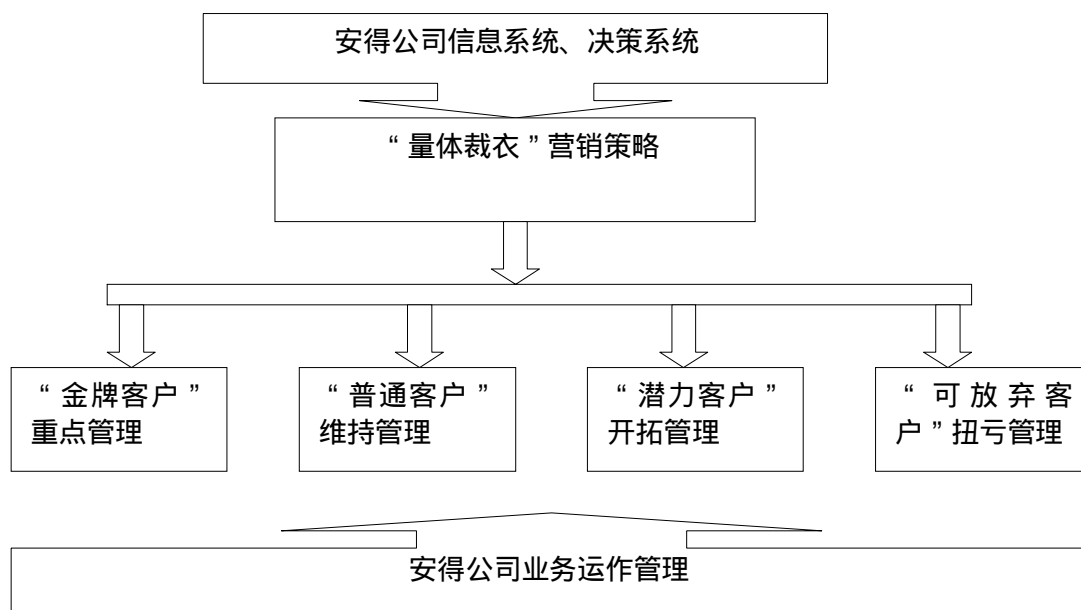 安得公司信息系统、决策系统
“量体裁衣”营销策略
“金牌客户”
重点管理
“普通客户”
维持管理
“潜力客户”
开拓管理
“可放弃客
户”扭亏管理
安得公司业务运作管理